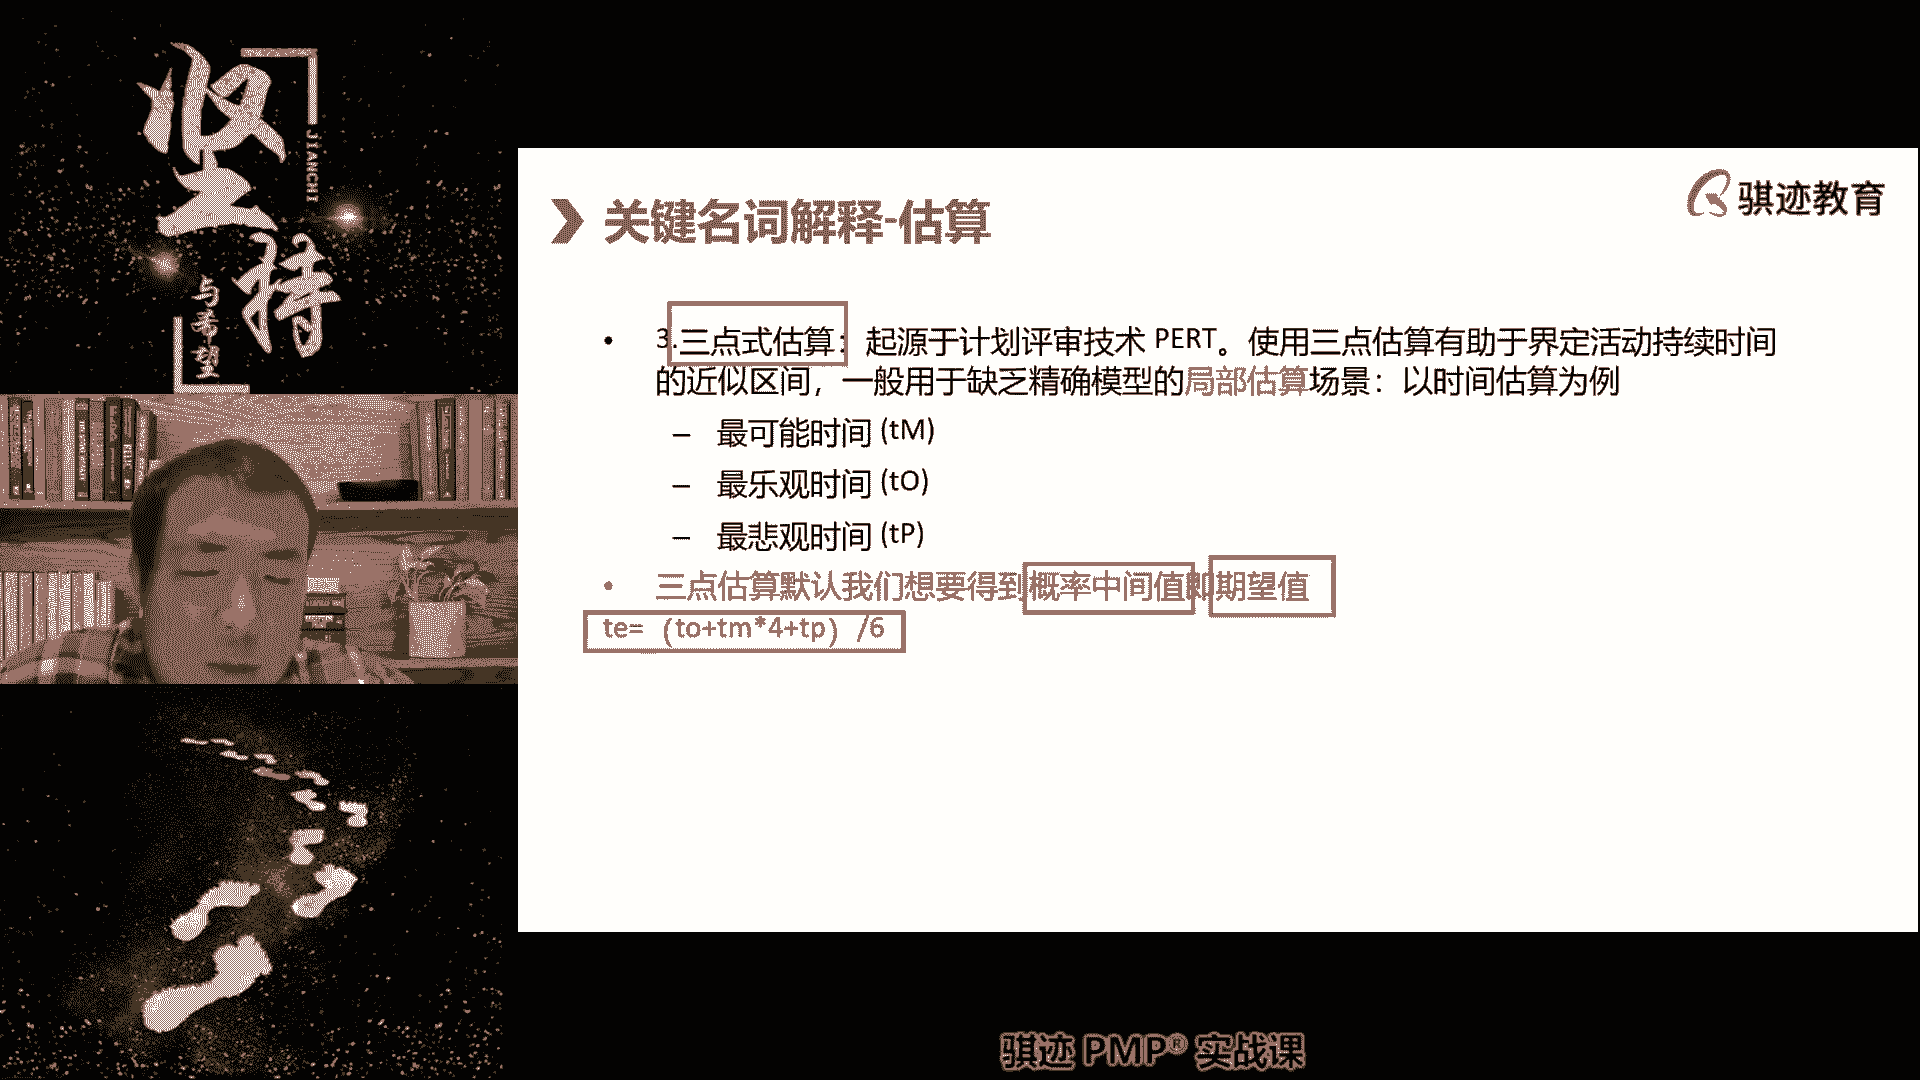 坚持
JIANCHI
与希望
骐迹教育
关键名词解释-估算
• 3.三点式估算：起源于计划评审技术 PERT。使用三点估算有助于界定活动持续时间
的近似区间，一般用于缺乏精确模型的局部估算场景：以时间估算为例
– 最可能时间 (tM)
– 最乐观时间 (tO)
– 最悲观时间 (tP)
• 三点估算默认我们想要得到概率中间值即期望值
te= （to+tm*4+tp）/6
骐迹 PMP® 实战课